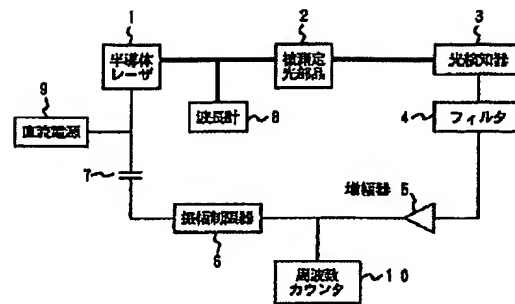 1
2
3
半導体
レーザ
被測定
光部品
光検知器
9
直流電源
波長計
8
4
フィルタ
7
増幅器 5
振幅制限器
6
周波数
カウンタ
10